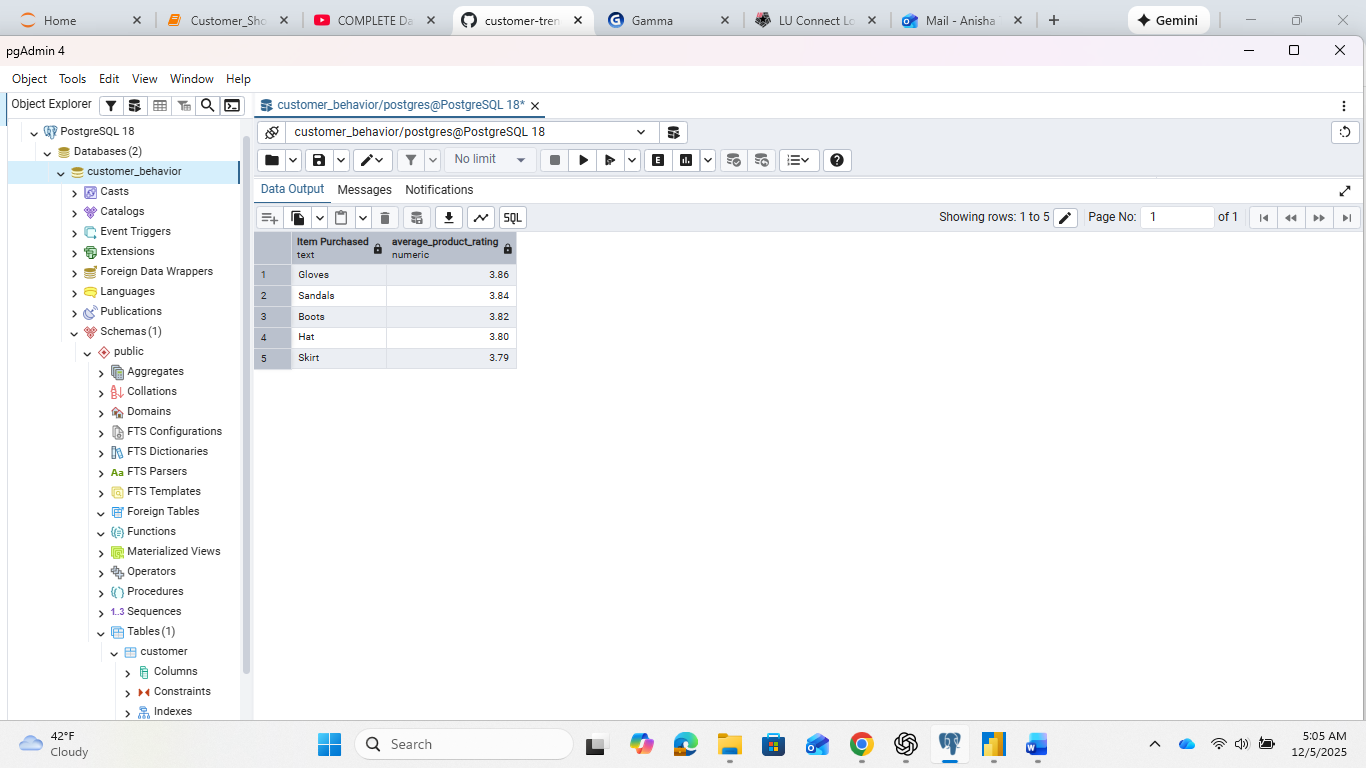 Home
Customer_Sho
COMPLETE Da
customer-tren
Gamma
LU Connect Lo
Mail - Anisha
Gemini
pgAdmin 4
Object Tools Edit View Window Help
Object Explorer
customer_behavior/postgres@PostgreSQL 18*
customer_behavior/postgres@PostgreSQL 18
No limit
E
Data Output Messages Notifications
SQL
Showing rows: 1 to 5
Page No: 1 of 1
Item Purchased
text
average_product_rating
numeric
1 Gloves 3.86
2 Sandals 3.84
3 Boots 3.82
4 Hat 3.80
5 Skirt 3.79
PostgreSQL 18
Databases (2)
customer_behavior
Casts
Catalogs
Event Triggers
Extensions
Foreign Data Wrappers
Languages
Publications
Schemas (1)
public
Aggregates
Collations
Domains
FTS Configurations
FTS Dictionaries
Aa FTS Parsers
FTS Templates
Foreign Tables
Functions
Materialized Views
Operators
Procedures
1..3 Sequences
Tables (1)
customer
Columns
Constraints
Indexes
42°F
Cloudy
Search
5:05 AM
12/5/2025